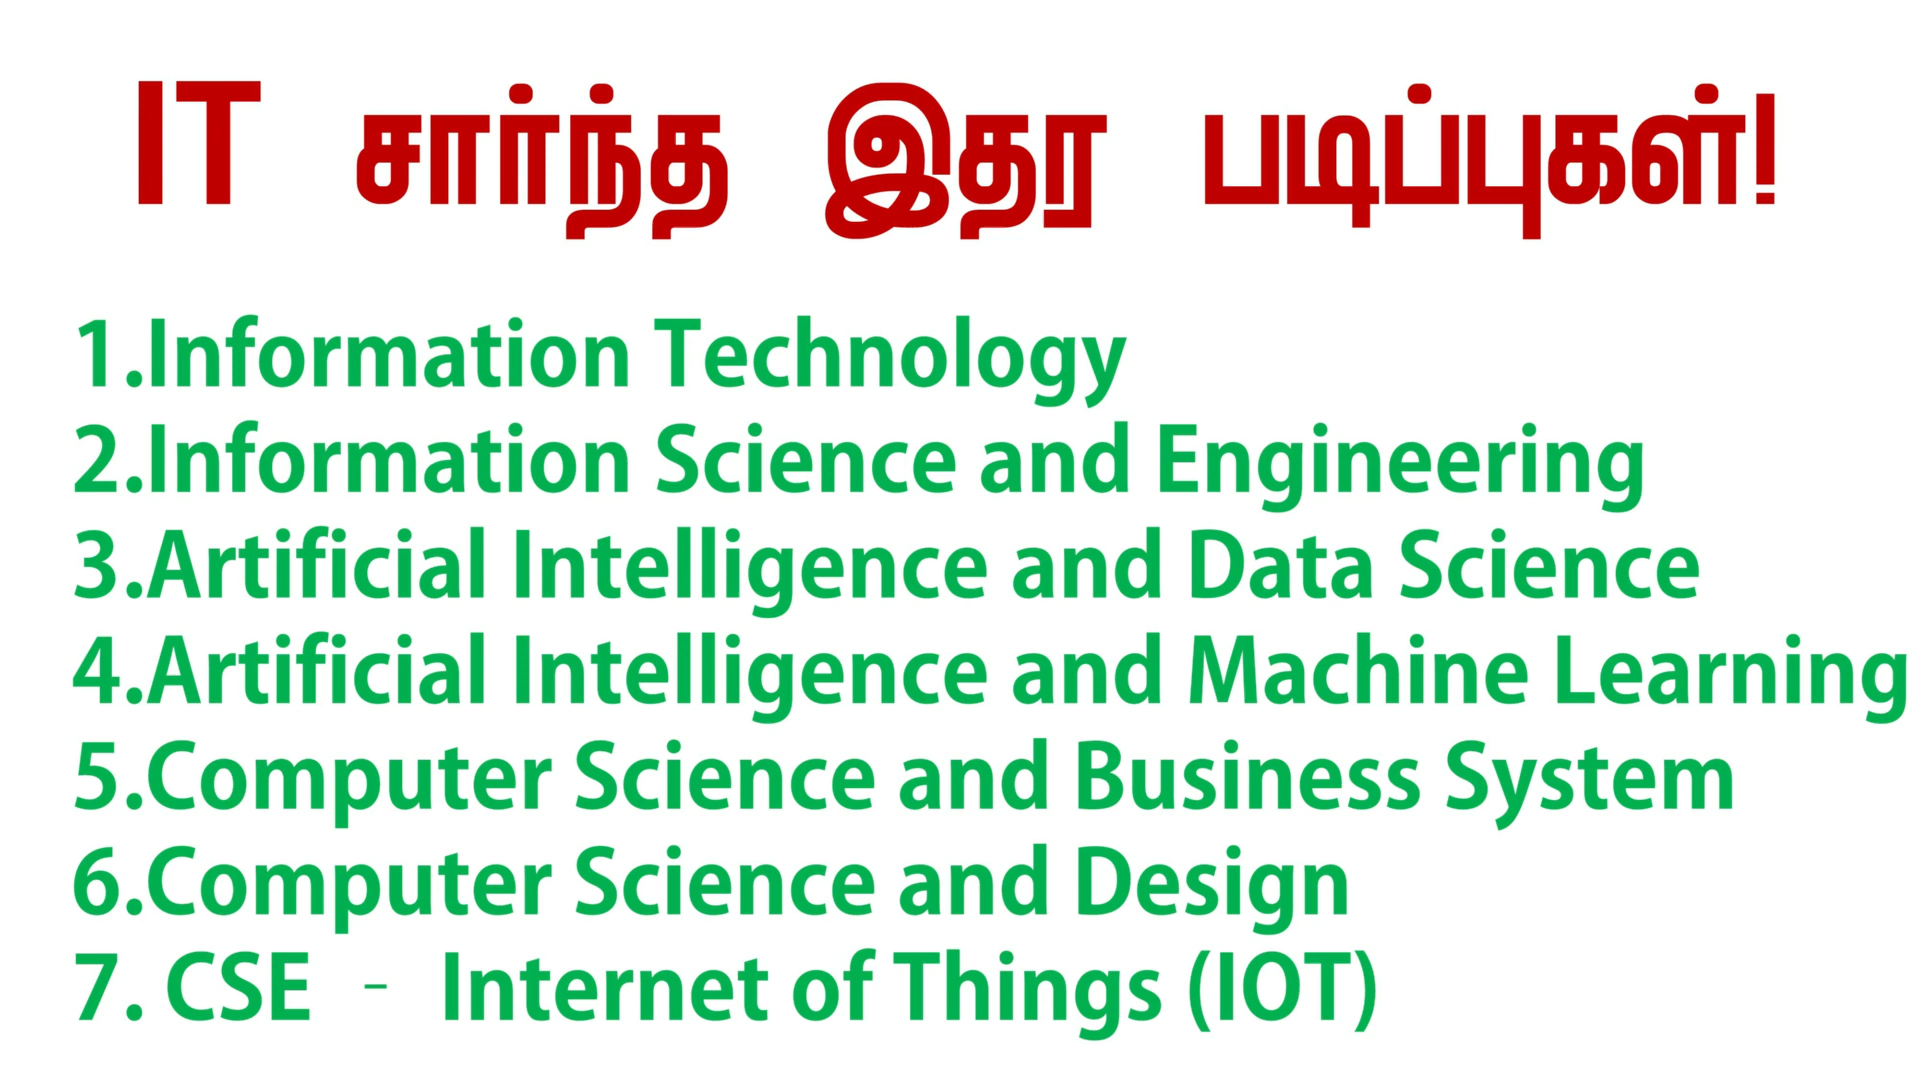 IT சார்ந்த இதர படிப்புகள்!
1.Information Technology
2.Information Science and Engineering
3.Artificial Intelligence and Data Science
4.Artificial Intelligence and Machine Learning
5.Computer Science and Business System
6.Computer Science and Design
7. CSE - Internet of Things (IOT)